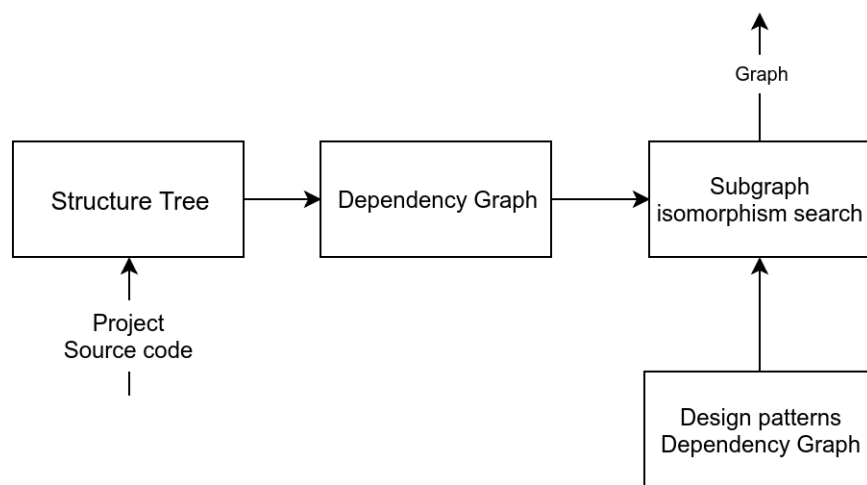 Graph
Structure Tree
Dependency Graph
Subgraph
isomorphism search
Project
Source code
Design patterns
Dependency Graph